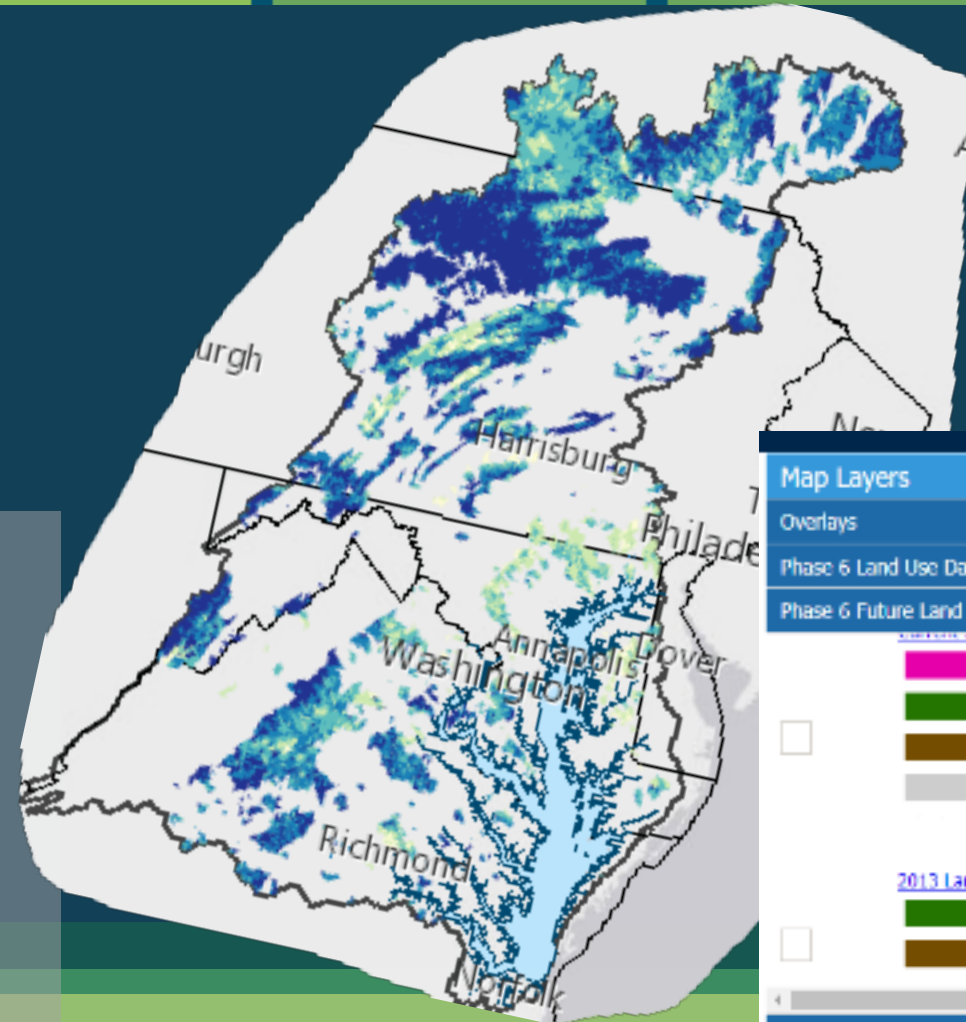 urgh
Harrisburg
Philade
Annapolis
Dover
Washington
Richmond
Norfolk
Map Layers
Overlays
Phase 6 Land Use Da
Phase 6 Future Land
2013 La